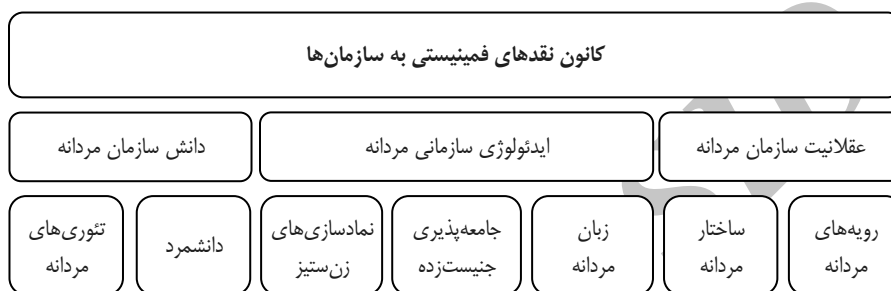 کانون نقدهای فمینیستی به سازمان‌ها
عقلانیت سازمان مردانه
ایدئولوژی سازمانی مردانه
دانش سازمان مردانه
رویه‌های
مردانه
ساختار
مردانه
زبان
مردانه
جامعه‌پذیری
جنیست‌زده
نمادسازی‌های
زن‌ستیز
دانشمرد
تئوری‌های
مردانه